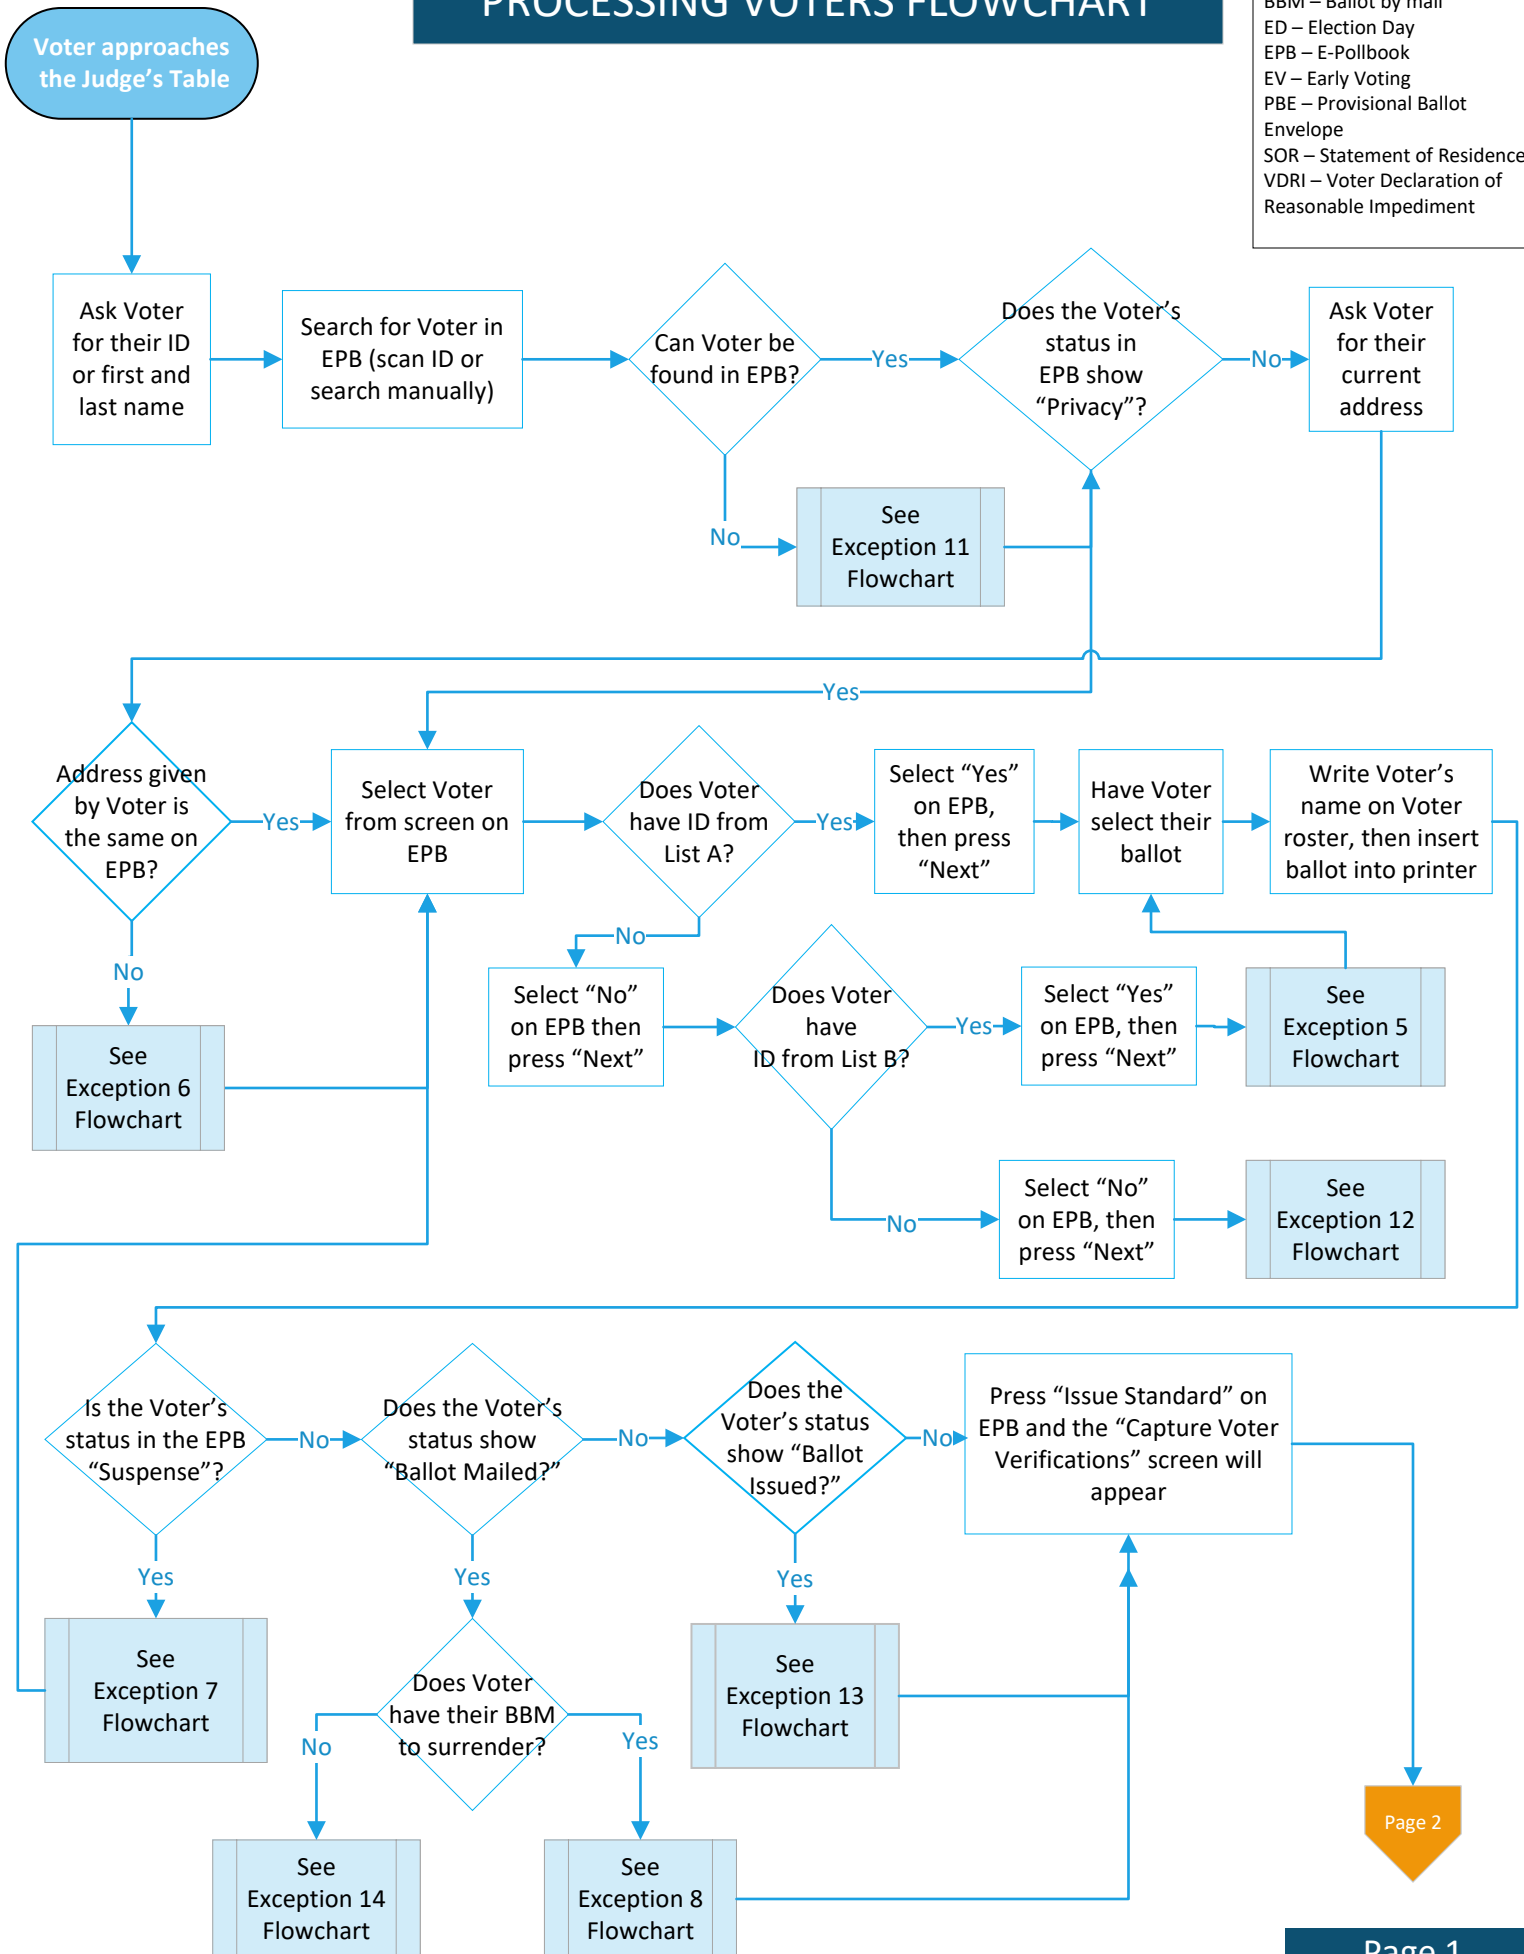 PROCESSING VOTERS FLOWCHART
BBM – Ballot by mail
ED – Election Day
EPB – E-Pollbook
EV – Early Voting
PBE – Provisional Ballot
Envelope
SOR – Statement of Residence
VDRI – Voter Declaration of
Reasonable Impediment
Voter approaches
the Judge's Table
Ask Voter
for their ID
or first and
last name
Search for Voter in
EPB (scan ID or
search manually)
Can Voter be
found in EPB?
Yes
Does the Voter's
status in
EPB show
“Privacy”?
No
Ask Voter
for their
current
address
No
See
Exception 11
Flowchart
Yes
Address given
by Voter is
the same on
EPB?
Yes
Select Voter
from screen on
EPB
Does Voter
have ID from
List A?
Yes
Select “Yes”
on EPB,
then press
“Next”
Have Voter
select their
ballot
Write Voter's
name on Voter
roster, then insert
ballot into printer
No
See
Exception 6
Flowchart
No
Select “No”
on EPB then
press “Next”
Does Voter
have
ID from List B?
Yes
Select “Yes”
on EPB, then
press “Next”
See
Exception 5
Flowchart
No
Select “No”
on EPB, then
press “Next”
See
Exception 12
Flowchart
Is the Voter's
status in the EPB
“Suspense”?
No
Does the Voter's
status show
“Ballot Mailed?”
No
Does the
Voter's status
show “Ballot
Issued?”
No
Press “Issue Standard” on
EPB and the “Capture Voter
Verifications” screen will
appear
Yes
See
Exception 7
Flowchart
Yes
Does Voter
have their BBM
to surrender?
Yes
See
Exception 13
Flowchart
No
See
Exception 14
Flowchart
Yes
See
Exception 8
Flowchart
Page 2
Page 1